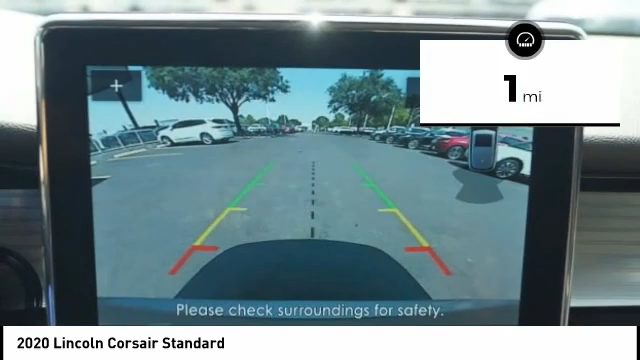 1 mi
+
Please check surroundings for safety.
2020 Lincoln Corsair Standard